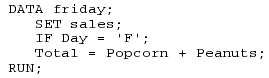 DATA friday;
SET sales;
IF Day = 'F';
Total = Popcorn + Peanuts;
RUN;